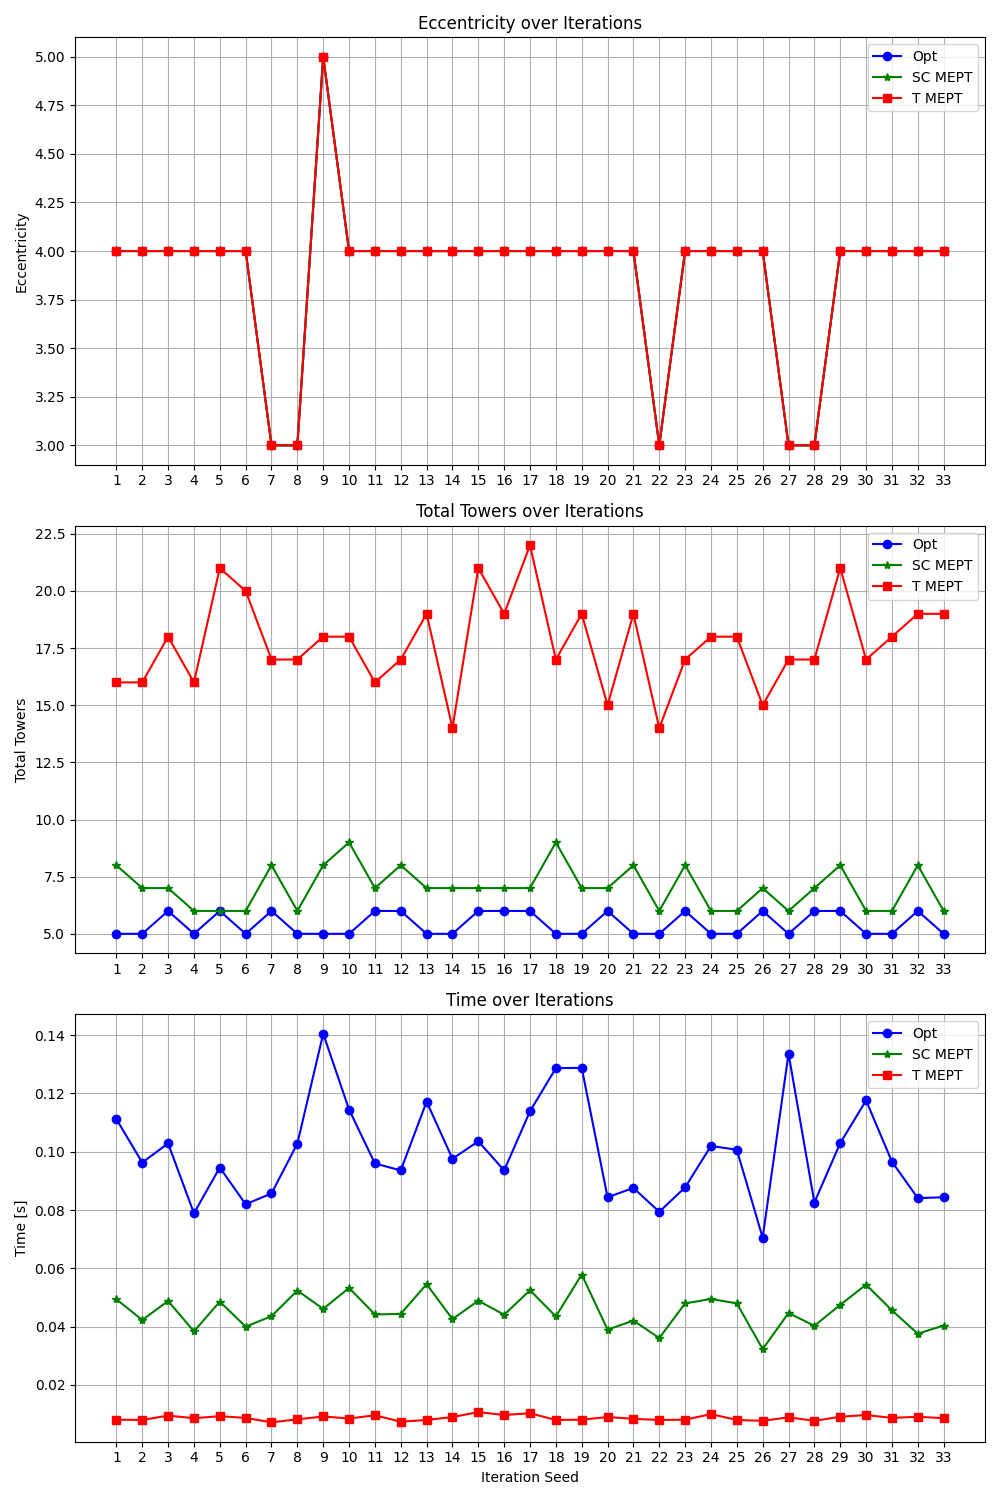 Eccentricity over Iterations
Eccentricity
5.00
4.75
4.50
4.25
4.00
3.75
3.50
3.25
3.00
Opt
SC MEPT
T MEPT
1 2 3 4 5 6 7 8 9 10 11 12 13 14 15 16 17 18 19 20 21 22 23 24 25 26 27 28 29 30 31 32 33
Total Towers over Iterations
Total Towers
22.5
20.0
17.5
15.0
12.5
10.0
7.5
5.0
Opt
SC MEPT
T MEPT
1 2 3 4 5 6 7 8 9 10 11 12 13 14 15 16 17 18 19 20 21 22 23 24 25 26 27 28 29 30 31 32 33
Time over Iterations
Time [s]
0.14
0.12
0.10
0.08
0.06
0.04
0.02
Opt
SC MEPT
T MEPT
1 2 3 4 5 6 7 8 9 10 11 12 13 14 15 16 17 18 19 20 21 22 23 24 25 26 27 28 29 30 31 32 33
Iteration Seed